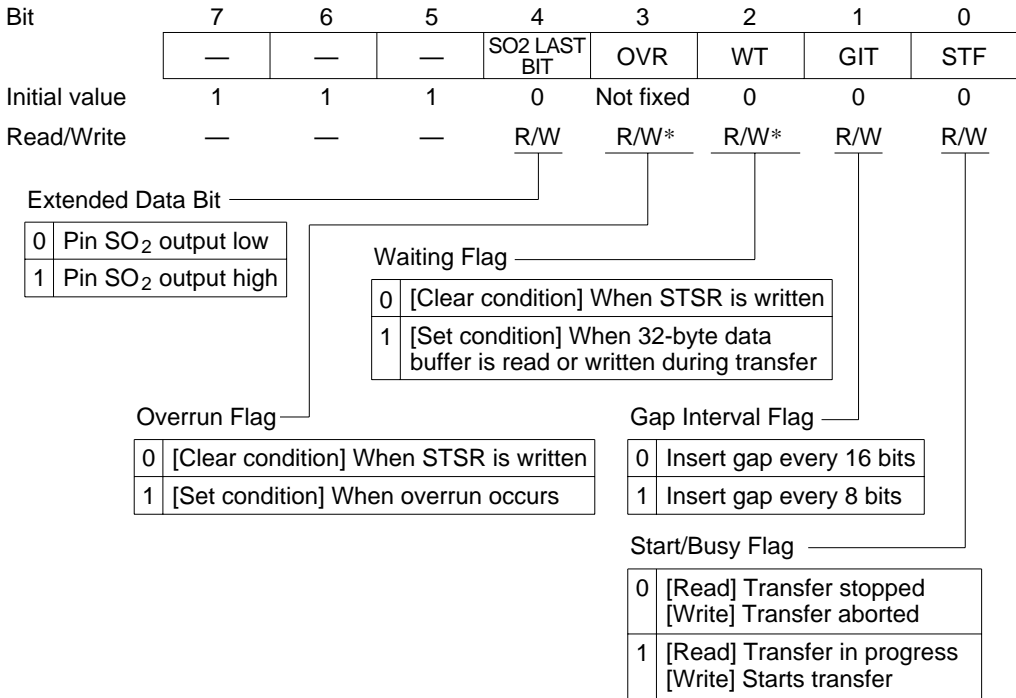 Bit 7 6 5 4 3 2 1 0
— — — SO2 LAST BIT OVR WT GIT STF
Initial value 1 1 1 0 Not fixed 0 0 0
Read/Write — — — R/W R/W* R/W* R/W R/W
Extended Data Bit
0 Pin SO2 output low
1 Pin SO2 output high
Waiting Flag
0 [Clear condition] When STSR is written
1 [Set condition] When 32-byte data
buffer is read or written during transfer
Overrun Flag
0 [Clear condition] When STSR is written
1 [Set condition] When overrun occurs
Gap Interval Flag
0 Insert gap every 16 bits
1 Insert gap every 8 bits
Start/Busy Flag
0 [Read] Transfer stopped
[Write] Transfer aborted
1 [Read] Transfer in progress
[Write] Starts transfer